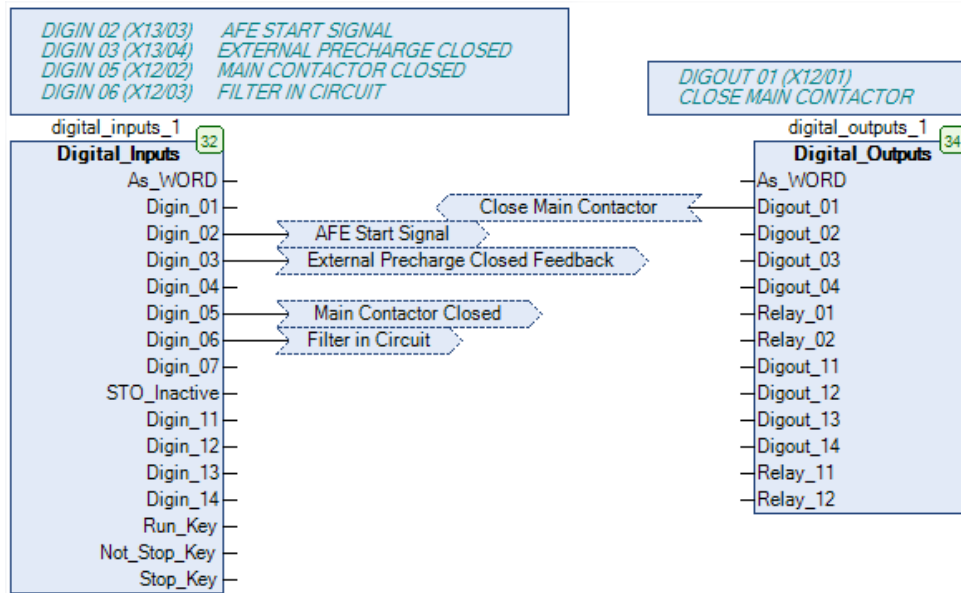 DIGIN 02 (X13/03) AFE START SIGNAL
DIGIN 03 (X13/04) EXTERNAL PRECHARGE CLOSED
DIGIN 05 (X12/02) MAIN CONTACTOR CLOSED
DIGIN 06 (X12/03) FILTER IN CIRCUIT
DIGOUT 01 (X12/01)
CLOSE MAIN CONTACTOR
digital_inputs_1
32
Digital_Inputs
As_WORD
Digin_01
Digin_02
Digin_03
Digin_04
Digin_05
Digin_06
Digin_07
STO_Inactive
Digin_11
Digin_12
Digin_13
Digin_14
Run_Key
Not_Stop_Key
Stop_Key
Close Main Contactor
AFE Start Signal
External Precharge Closed Feedback
Main Contactor Closed
Filter in Circuit
digital_outputs_1
34
Digital_Outputs
As_WORD
Digout_01
Digout_02
Digout_03
Digout_04
Relay_01
Relay_02
Digout_11
Digout_12
Digout_13
Digout_14
Relay_11
Relay_12